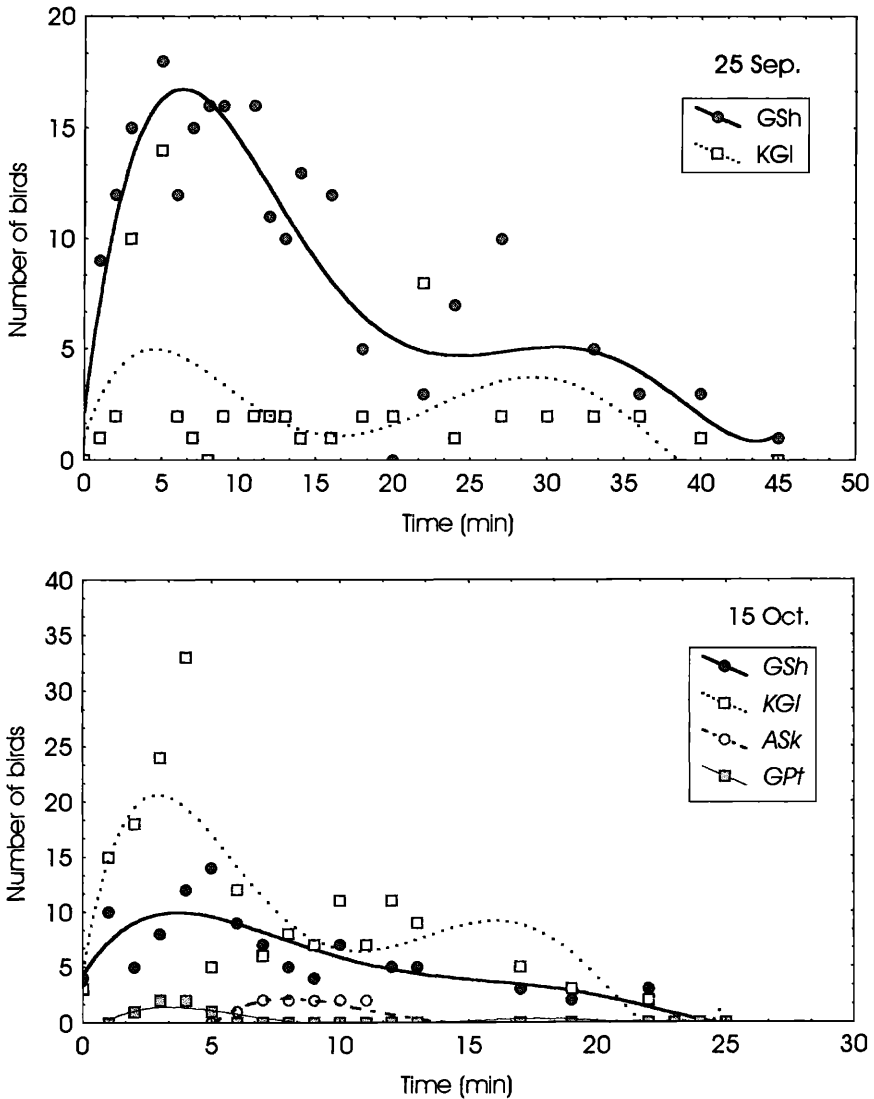 20
15
10
5
0
Number of birds
25 Sep.
GSh
KGl
0 5 10 15 20 25 30 35 40 45 50
Time (min)
40
35
30
25
20
15
10
5
0
Number of birds
15 Oct.
GSh
KGl
ASk
GPt
0 5 10 15 20 25 30
Time (min)